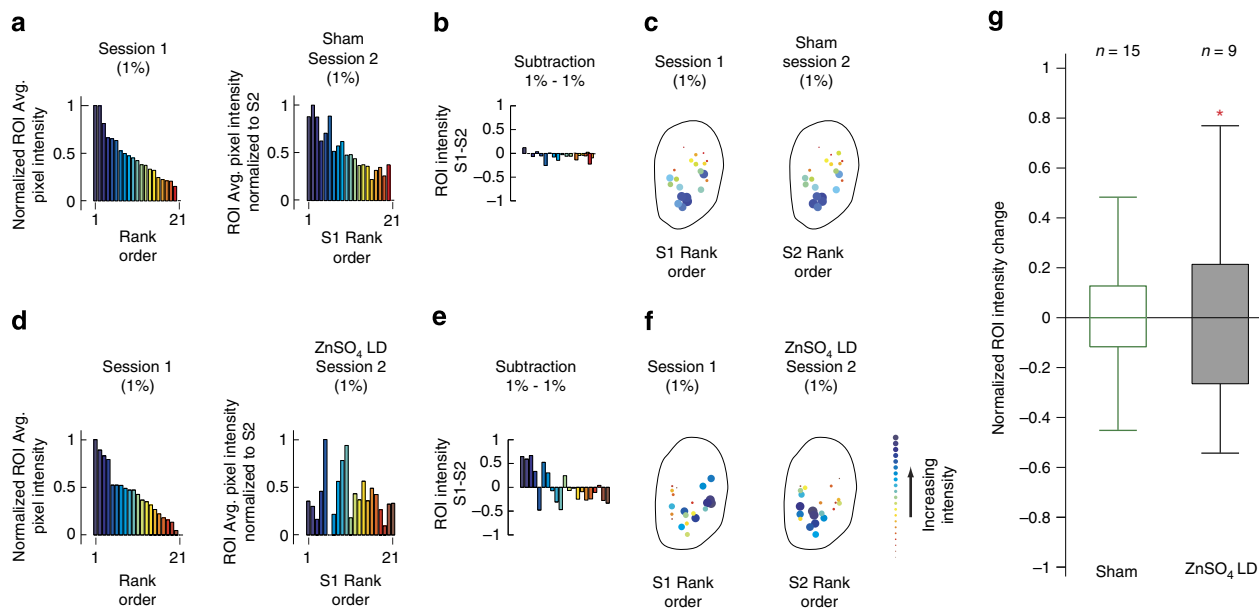 a
Session 1
(1%)
Normalized ROI Avg.
pixel intensity
1
0.5
0
1 21
Rank
order
Sham
Session 2
(1%)
ROI Avg. pixel intensity
normalized to S2
1
0.5
0
1 21
S1 Rank
order
b
Subtraction
1% - 1%
ROI intensity
S1-S2
1
0.5
0
−0.5
−1
c
Session 1
(1%)
S1 Rank
order
Sham
session 2
(1%)
S2 Rank
order
d
Session 1
(1%)
Normalized ROI Avg.
pixel intensity
1
0.5
0
1 21
Rank
order
ZnSO4 LD
Session 2
(1%)
ROI Avg. pixel intensity
normalized to S2
1
0.5
0
1 21
S1 Rank
order
e
Subtraction
1% - 1%
ROI intensity
S1-S2
1
0.5
0
−0.5
−1
f
Session 1
(1%)
S1 Rank
order
ZnSO4 LD
Session 2
(1%)
S2 Rank
order
Increasing
intensity
g
n = 15 n = 9
*
Normalized ROI intensity change
1
0.8
0.6
0.4
0.2
0
−0.2
−0.4
−0.6
−0.8
−1
Sham ZnSO4 LD